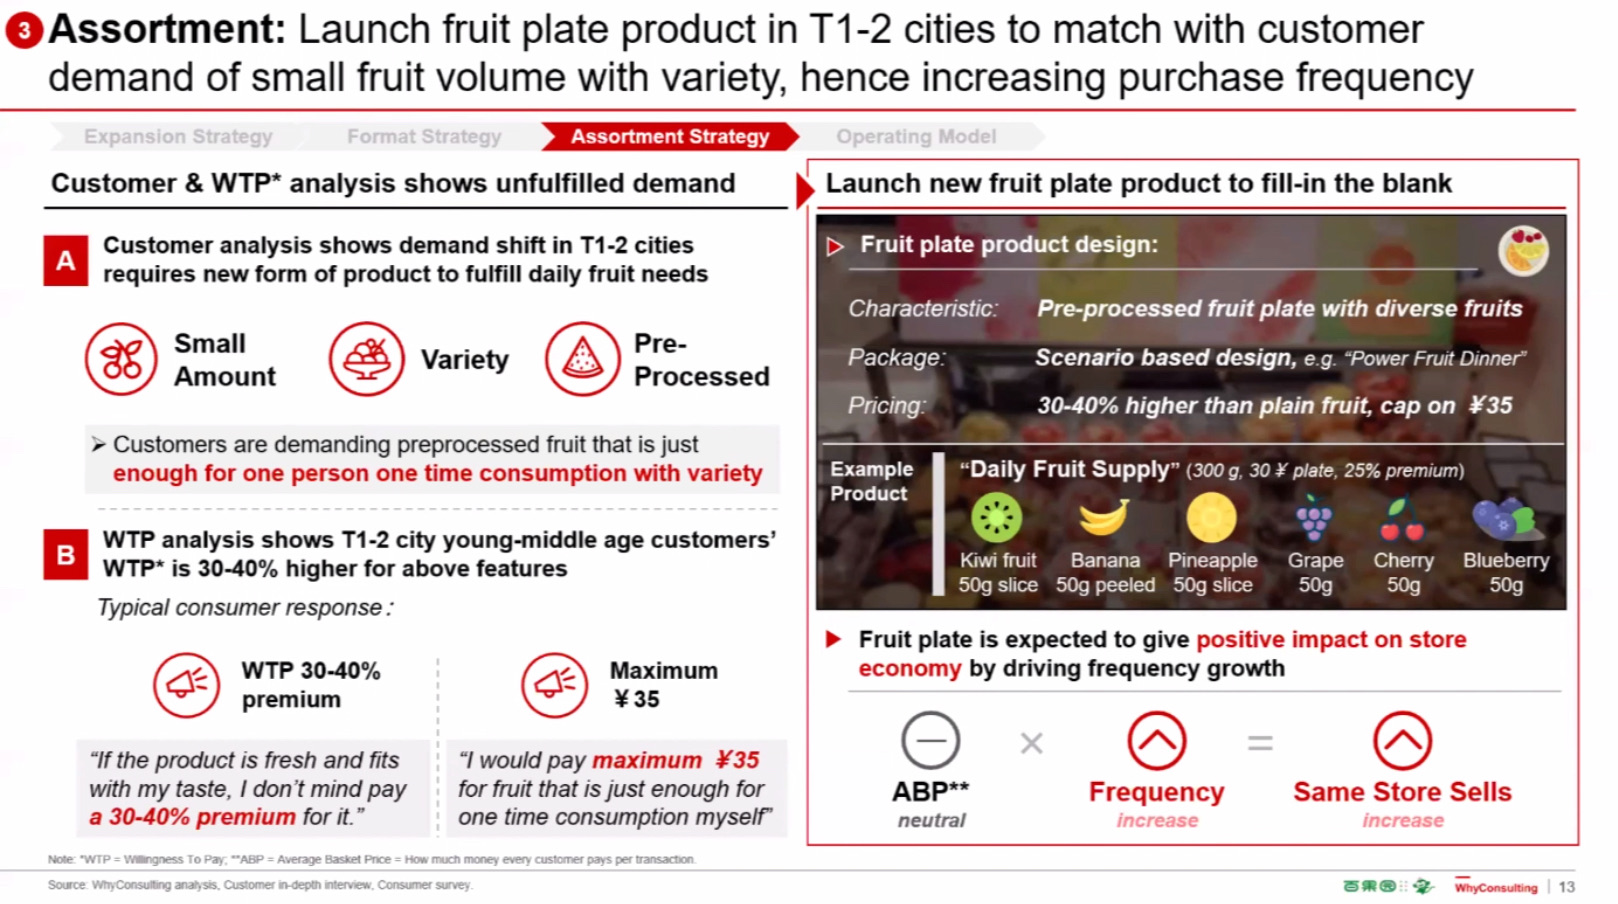 3 Assortment: Launch fruit plate product in T1-2 cities to match with customer
demand of small fruit volume with variety, hence increasing purchase frequency
Expansion Strategy
Format Strategy
Assortment Strategy
Operating Model
Customer & WTP* analysis shows unfulfilled demand
A
Customer analysis shows demand shift in T1-2 cities
requires new form of product to fulfill daily fruit needs
Small
Amount
Variety
Pre-
Processed
➢ Customers are demanding preprocessed fruit that is just
enough for one person one time consumption with variety
B
WTP analysis shows T1-2 city young-middle age customers’
WTP* is 30-40% higher for above features
Typical consumer response:
WTP 30-40%
premium
“If the product is fresh and fits
with my taste, I don’t mind pay
a 30-40% premium for it.”
Maximum
¥ 35
“I would pay maximum ¥35
for fruit that is just enough for
one time consumption myself”
Launch new fruit plate product to fill-in the blank
Fruit plate product design:
Characteristic: Pre-processed fruit plate with diverse fruits
Package: Scenario based design, e.g. “Power Fruit Dinner”
Pricing: 30-40% higher than plain fruit, cap on ¥35
Example
Product
“Daily Fruit Supply” (300 g, 30 ¥ plate, 25% premium)
Kiwi fruit
50g slice
Banana
50g peeled
Pineapple
50g slice
Grape
50g
Cherry
50g
Blueberry
50g
Fruit plate is expected to give positive impact on store
economy by driving frequency growth
ABP**
neutral
×
Frequency
increase
=
Same Store Sells
increase
Note: *WTP = Willingness To Pay; **ABP = Average Basket Price = How much money every customer pays per transaction.
Source: WhyConsulting analysis, Customer in-depth interview, Consumer survey.
百果园
WhyConsulting | 13